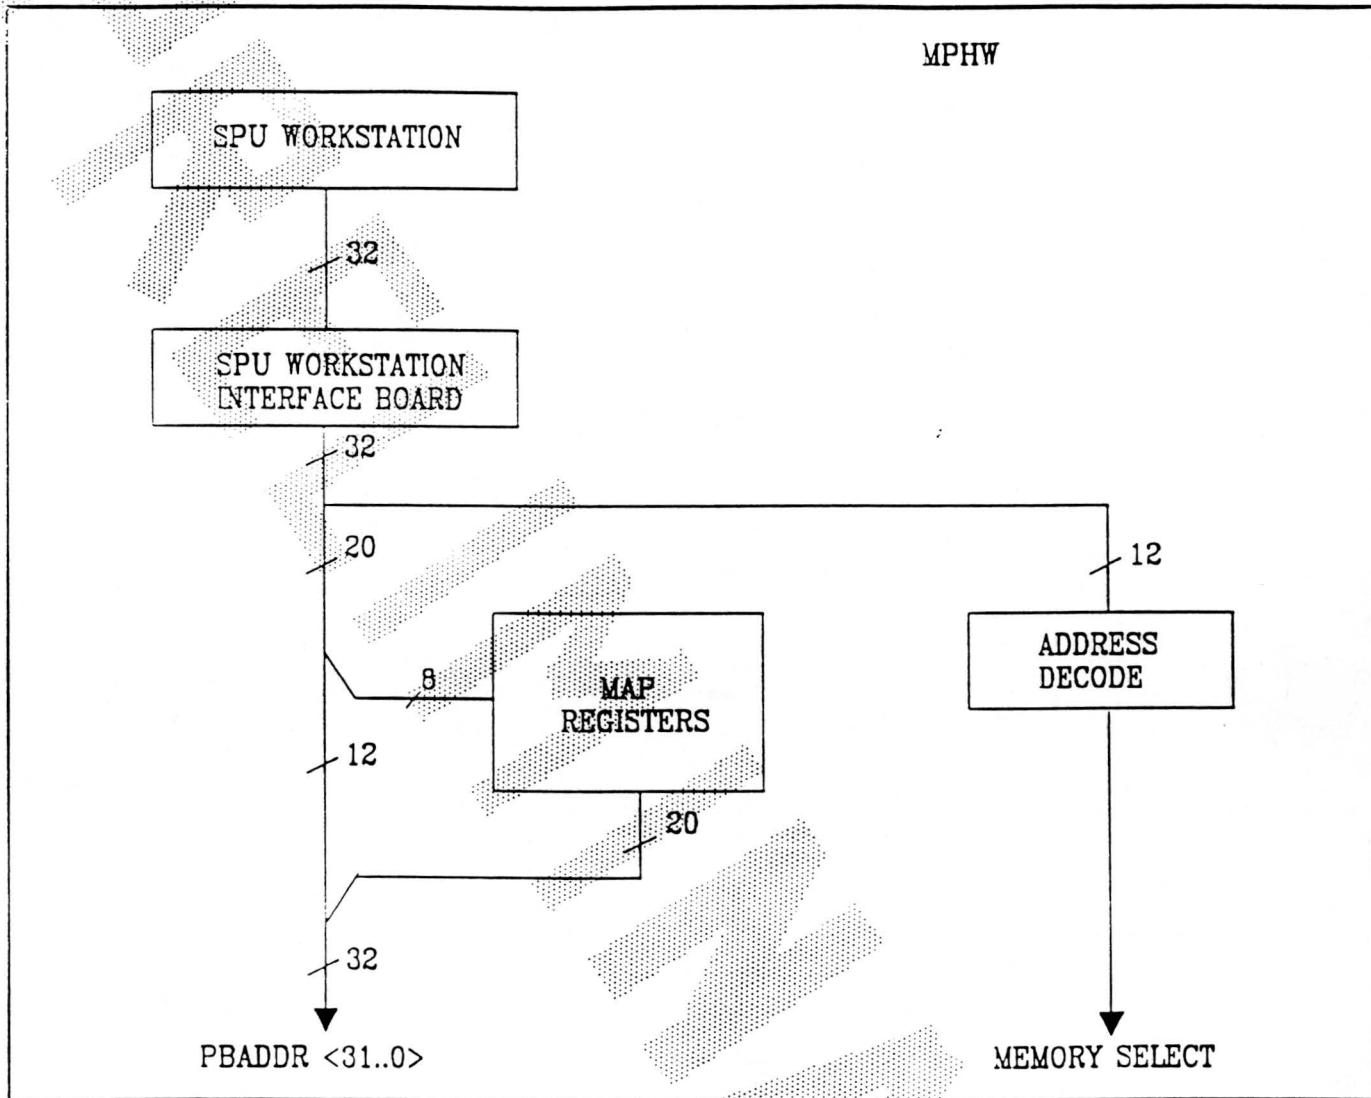 MPHW
SPU WORKSTATION
32
SPU WORKSTATION
INTERFACE BOARD
32
20
12
ADDRESS
DECODE
8
MAP
REGISTERS
12
20
32
PBADDR <31..0>
MEMORY SELECT